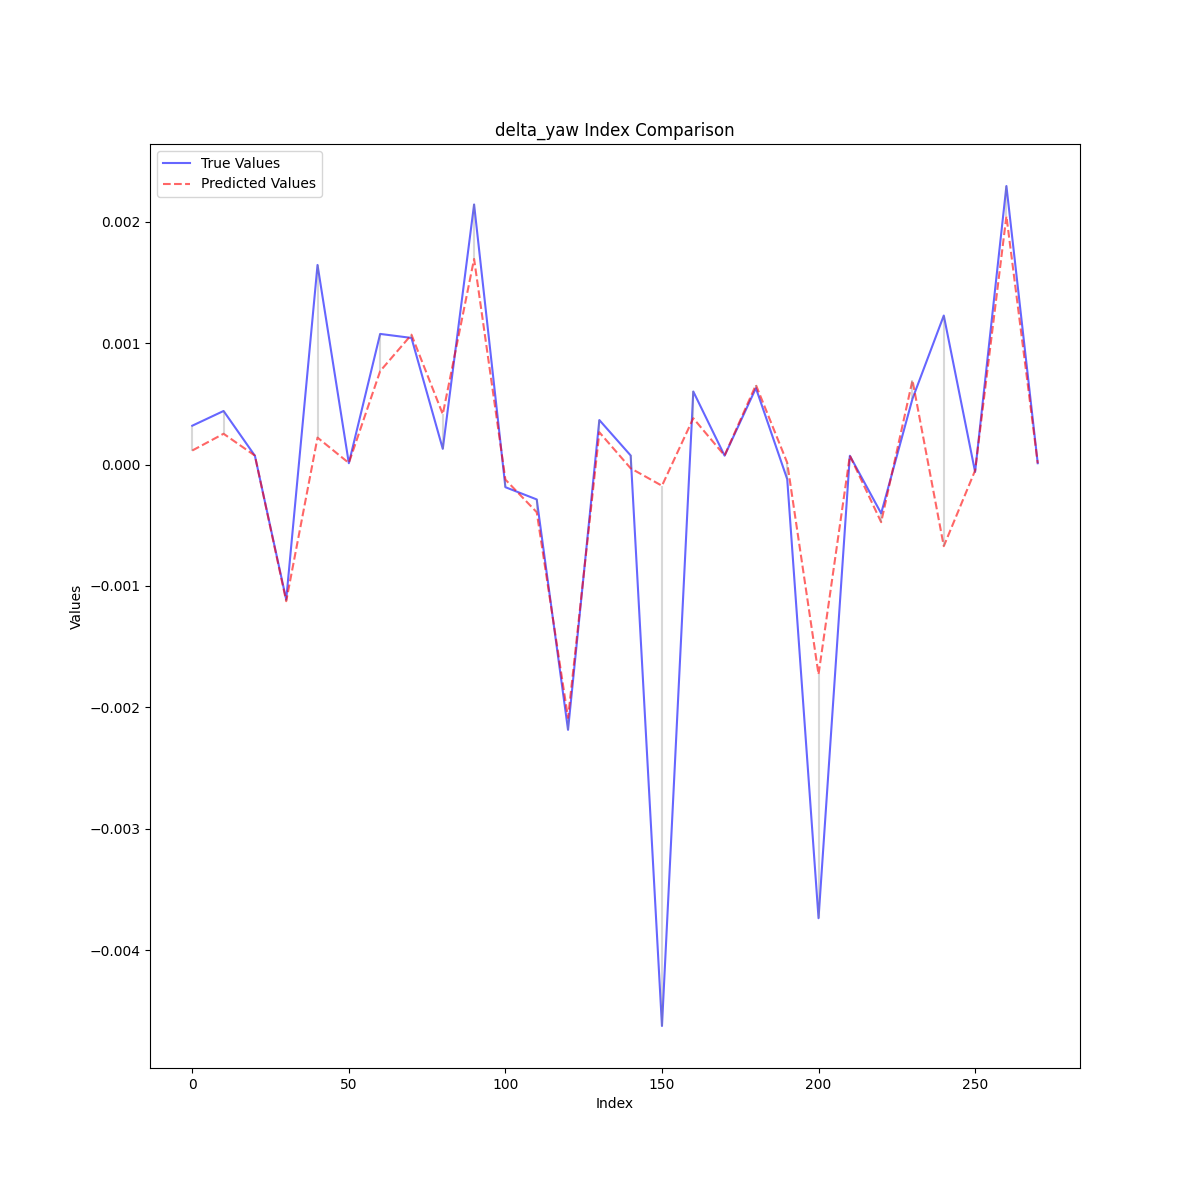 delta_yaw Index Comparison
True Values
Predicted Values
0.002
0.001
0.000
−0.001
−0.002
−0.003
−0.004
Values
0 50 100 150 200 250
Index